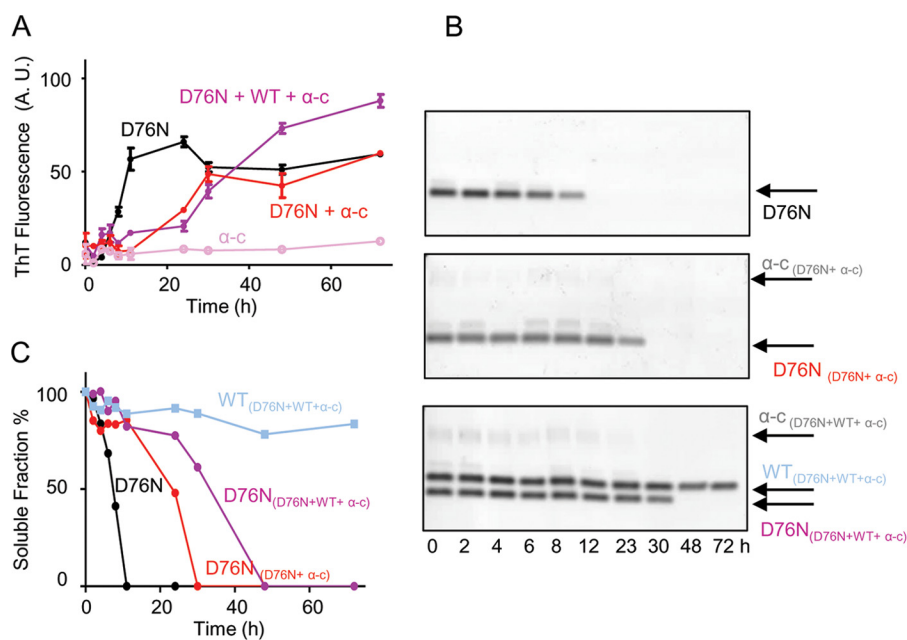 A
ThT Fluorescence (A. U.)
100
50
0
D76N + WT + α-c
D76N
D76N + α-c
α-c
0 20 40 60
Time (h)
B
D76N
α-c (D76N+ α-c)
D76N (D76N+ α-c)
α-c (D76N+WT+ α-c)
WT (D76N+WT+α-c)
D76N (D76N+WT+ α-c)
0 2 4 6 8 12 23 30 48 72 h
C
Soluble Fraction %
100
50
0
WT (D76N+WT+α-c)
D76N
D76N (D76N+WT+ α-c)
D76N (D76N+ α-c)
0 20 40 60
Time (h)